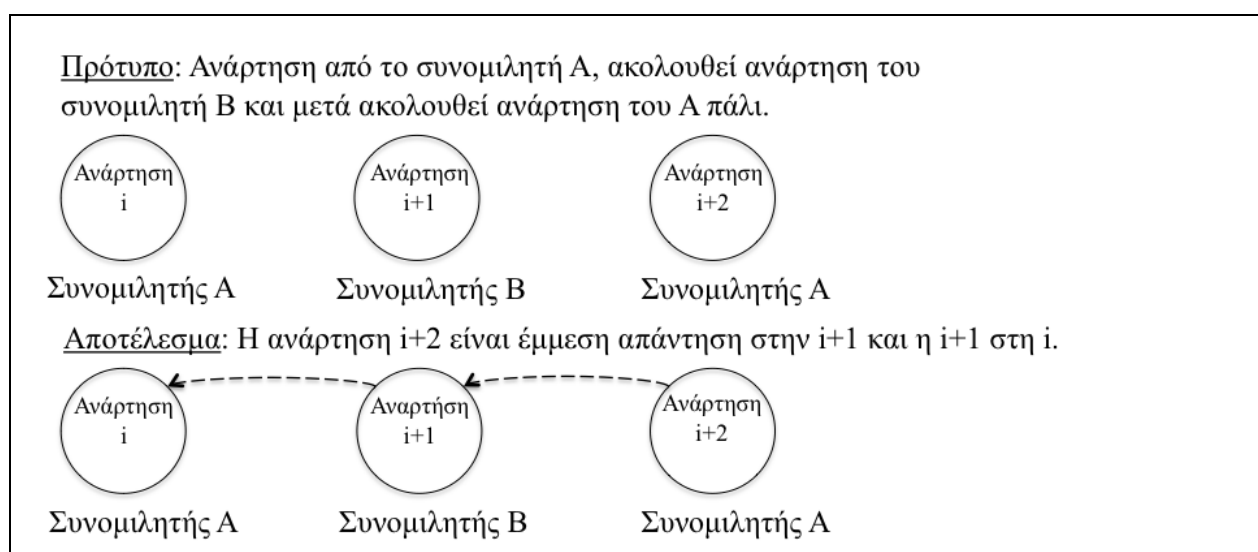 Πρότυπο: Ανάρτηση από το συνομιλητή Α, ακολουθεί ανάρτηση του
συνομιλητή Β και μετά ακολουθεί ανάρτηση του Α πάλι.
Ανάρτηση Ανάρτηση Ανάρτηση
i i+1 i+2
Συνομιλητής Α Συνομιλητής Β Συνομιλητής Α
Αποτέλεσμα: Η ανάρτηση i+2 είναι έμμεση απάντηση στην i+1 και η i+1 στη i.
Ανάρτηση Αναρτήση Ανάρτηση
i i+1 i+2
Συνομιλητής Α Συνομιλητής Β Συνομιλητής Α